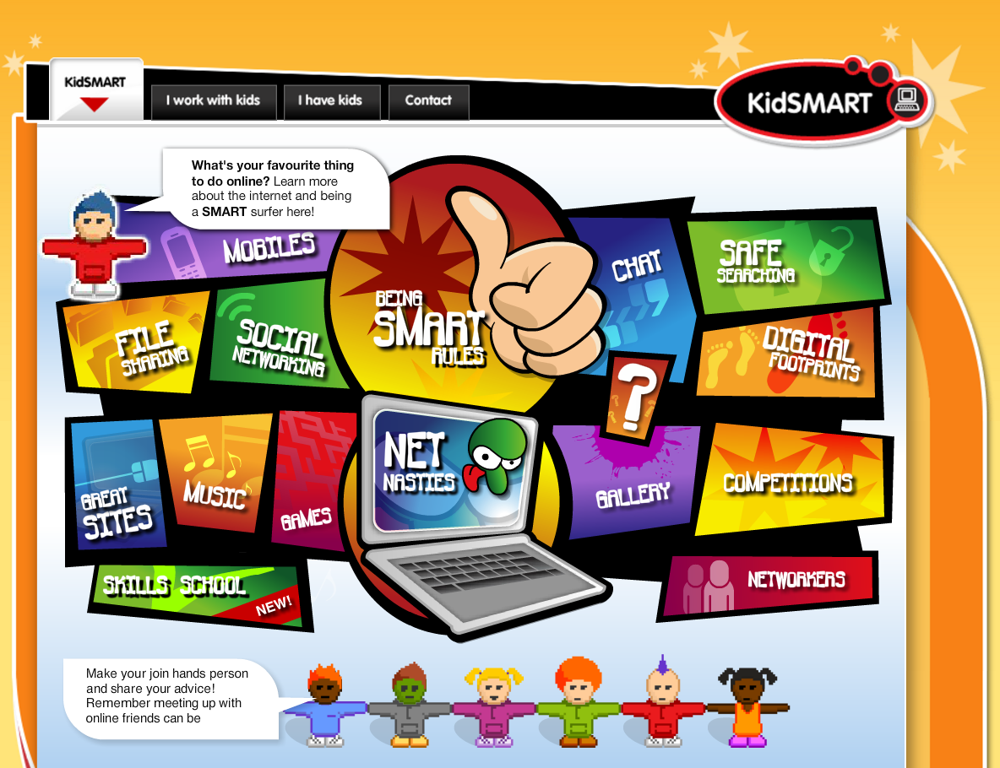 KidSMART
I work with kids
I have kids
Contact
KidSMART
What's your favourite thing
to do online? Learn more
about the internet and being
a SMART surfer here!
MOBILES
CHAT
SAFE
SEARCHING
BEING
SMART
RULES
FILE
SHARING
SOCIAL
NETWORKING
DIGITAL
FOOTPRINTS
?
NET
NASTIES
GREAT
SITES
MUSIC
GAMES
GALLERY
COMPETITIONS
SKILLS SCHOOL
NEW!
NETWORKERS
Make your join hands person
and share your advice!
Remember meeting up with
online friends can be